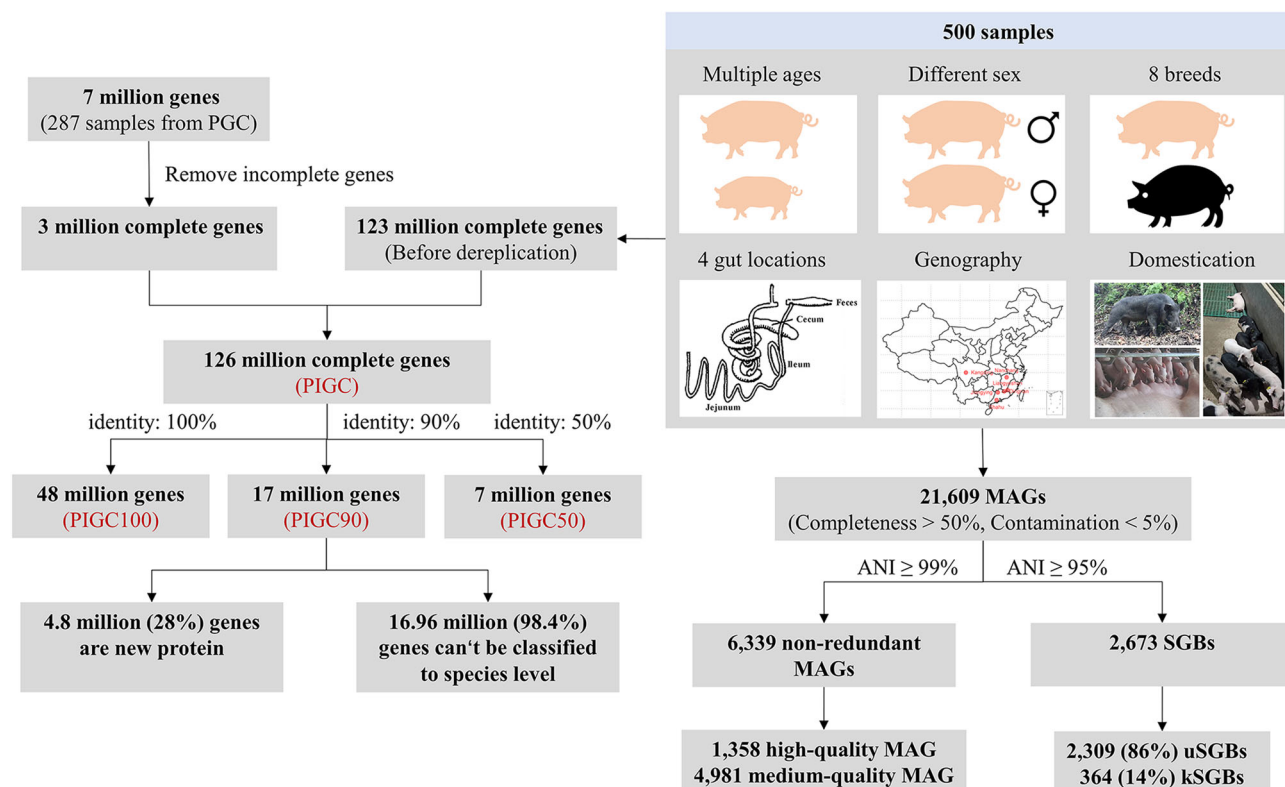 500 samples
Multiple ages
Different sex
8 breeds
7 million genes
(287 samples from PGC)
Remove incomplete genes
3 million complete genes
123 million complete genes
(Before dereplication)
4 gut locations
Genography
Domestication
Feces
Cecum
Ileum
Jejunum
126 million complete genes
(PIGC)
identity: 100%
identity: 90%
identity: 50%
48 million genes
(PIGC100)
17 million genes
(PIGC90)
7 million genes
(PIGC50)
21,609 MAGs
(Completeness > 50%, Contamination < 5%)
ANI ≥ 99%
ANI ≥ 95%
4.8 million (28%) genes
are new protein
16.96 million (98.4%)
genes can‘t be classified
to species level
6,339 non-redundant
MAGs
2,673 SGBs
1,358 high-quality MAG
4,981 medium-quality MAG
2,309 (86%) uSGBs
364 (14%) kSGBs